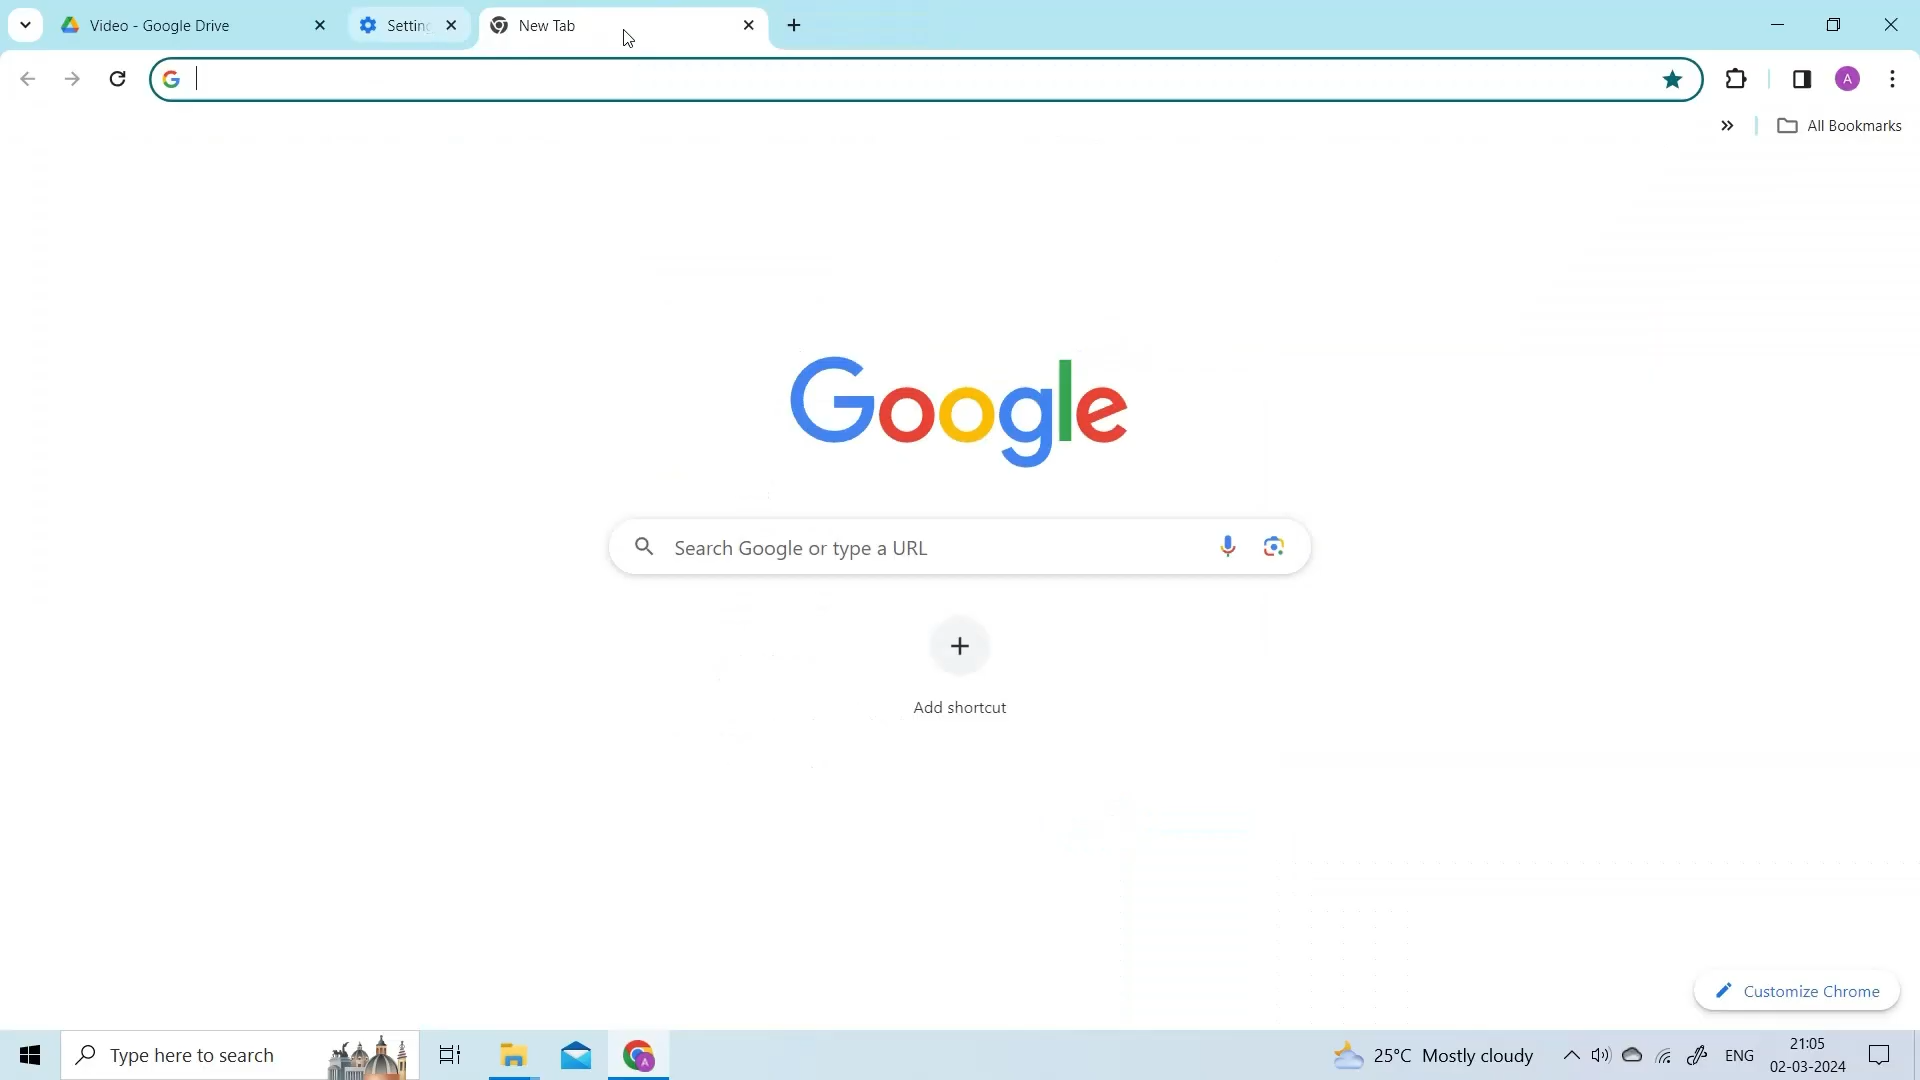 Video - Google Drive
Setting
New Tab
All Bookmarks
Google
Search Google or type a URL
Add shortcut
Customize Chrome
Type here to search
25°C Mostly cloudy
ENG
21:05
02-03-2024
A